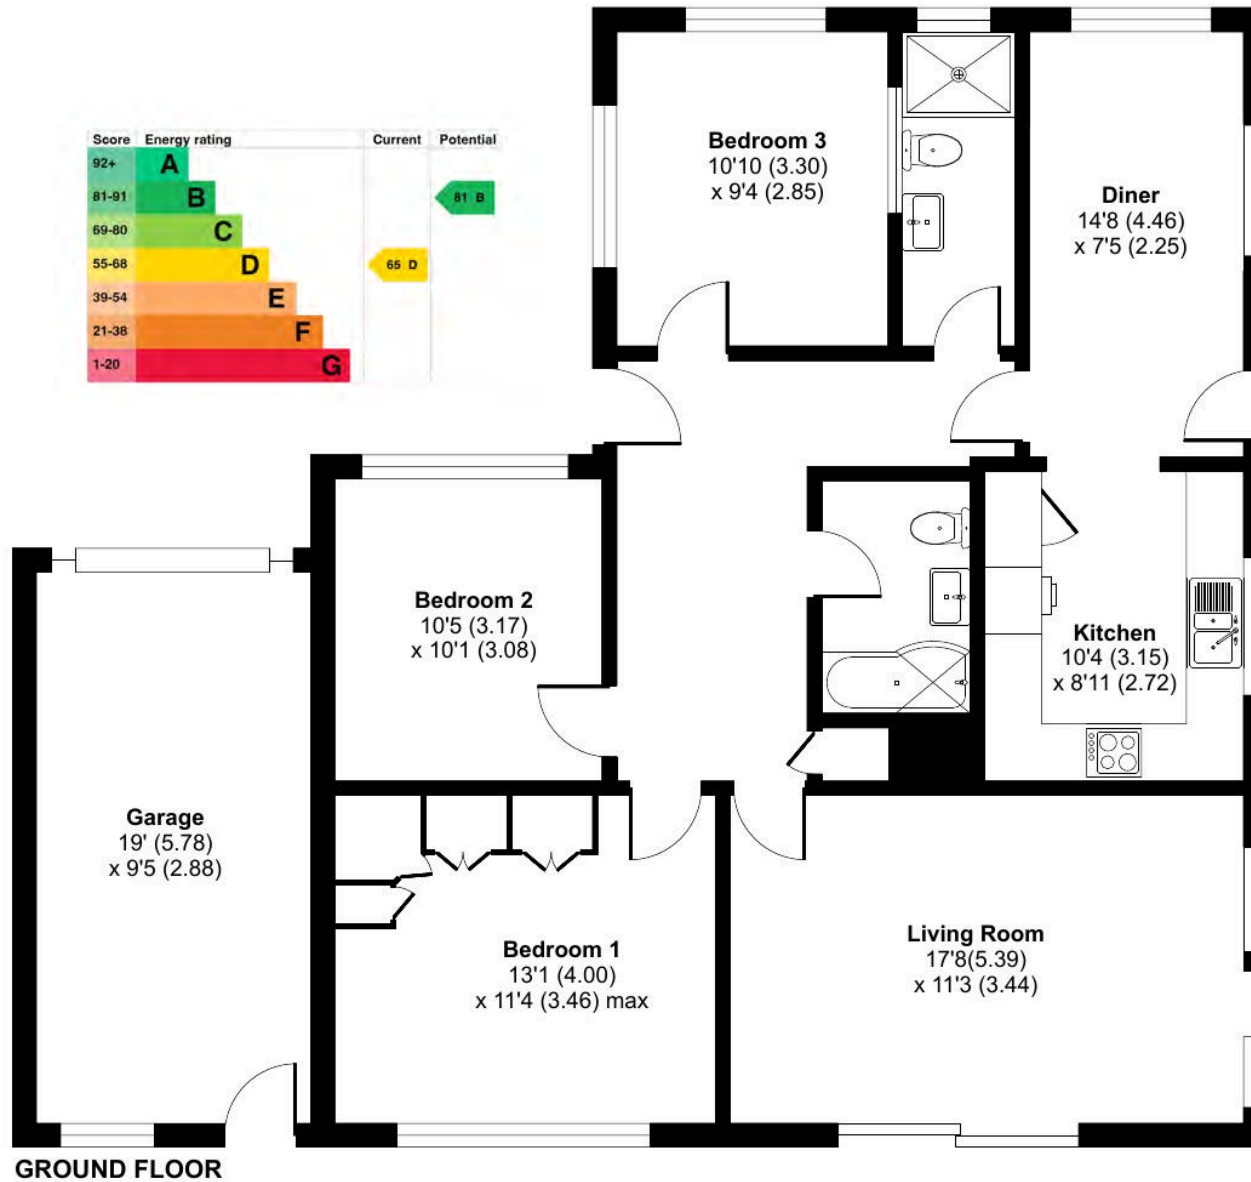 Score Energy rating Current Potential
92+ A
81-91 B 81 B
69-80 C
55-68 D 65 D
39-54 E
21-38 F
1-20 G
Bedroom 3
10'10 (3.30)
x 9'4 (2.85)
Diner
14'8 (4.46)
x 7'5 (2.25)
Bedroom 2
10'5 (3.17)
x 10'1 (3.08)
Kitchen
10'4 (3.15)
x 8'11 (2.72)
Garage
19' (5.78)
x 9'5 (2.88)
Bedroom 1
13'1 (4.00)
x 11'4 (3.46) max
Living Room
17'8(5.39)
x 11'3 (3.44)
GROUND FLOOR